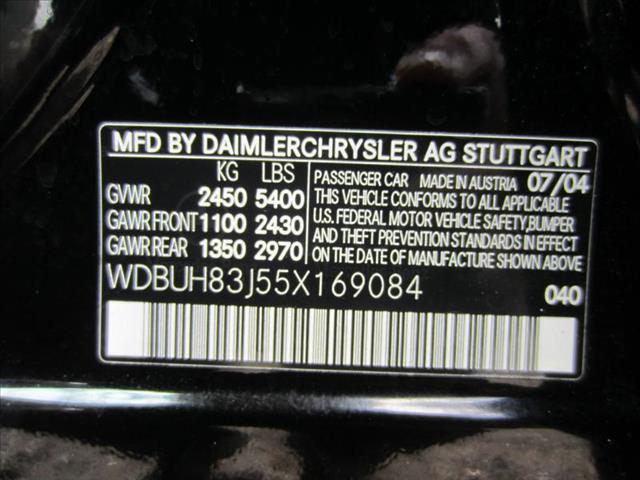 MFD BY DAIMLERCHRYSLER AG STUTTGART
KG LBS
GVWR 2450 5400
GAWR FRONT 1100 2430
GAWR REAR 1350 2970
PASSENGER CAR MADE IN AUSTRIA 07/04
THIS VEHICLE CONFORMS TO ALL APPLICABLE
U.S. FEDERAL MOTOR VEHICLE SAFETY, BUMPER
AND THEFT PREVENTION STANDARDS IN EFFECT
ON THE DATE OF MANUFACTURE SHOWN ABOVE.
WDBUH83J55X169084 040